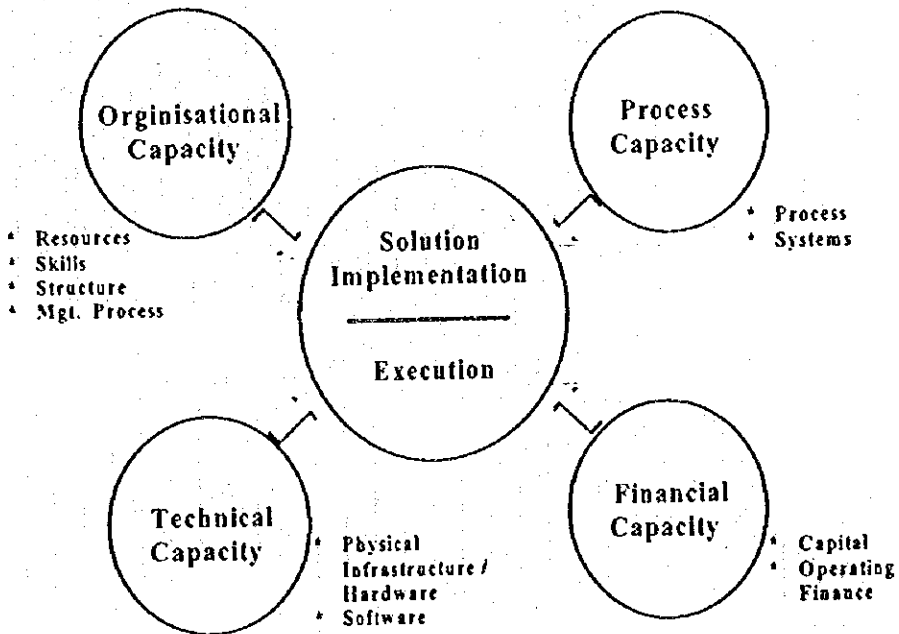 Orginisational
Capacity
* Resources
* Skills
* Structure
* Mgt. Process
Process
Capacity
* Process
* Systems
Solution
Implementation
Execution
Technical
Capacity
* Physical
Infrastructure /
Hardware
* Software
Financial
Capacity
* Capital
* Operating
Finance